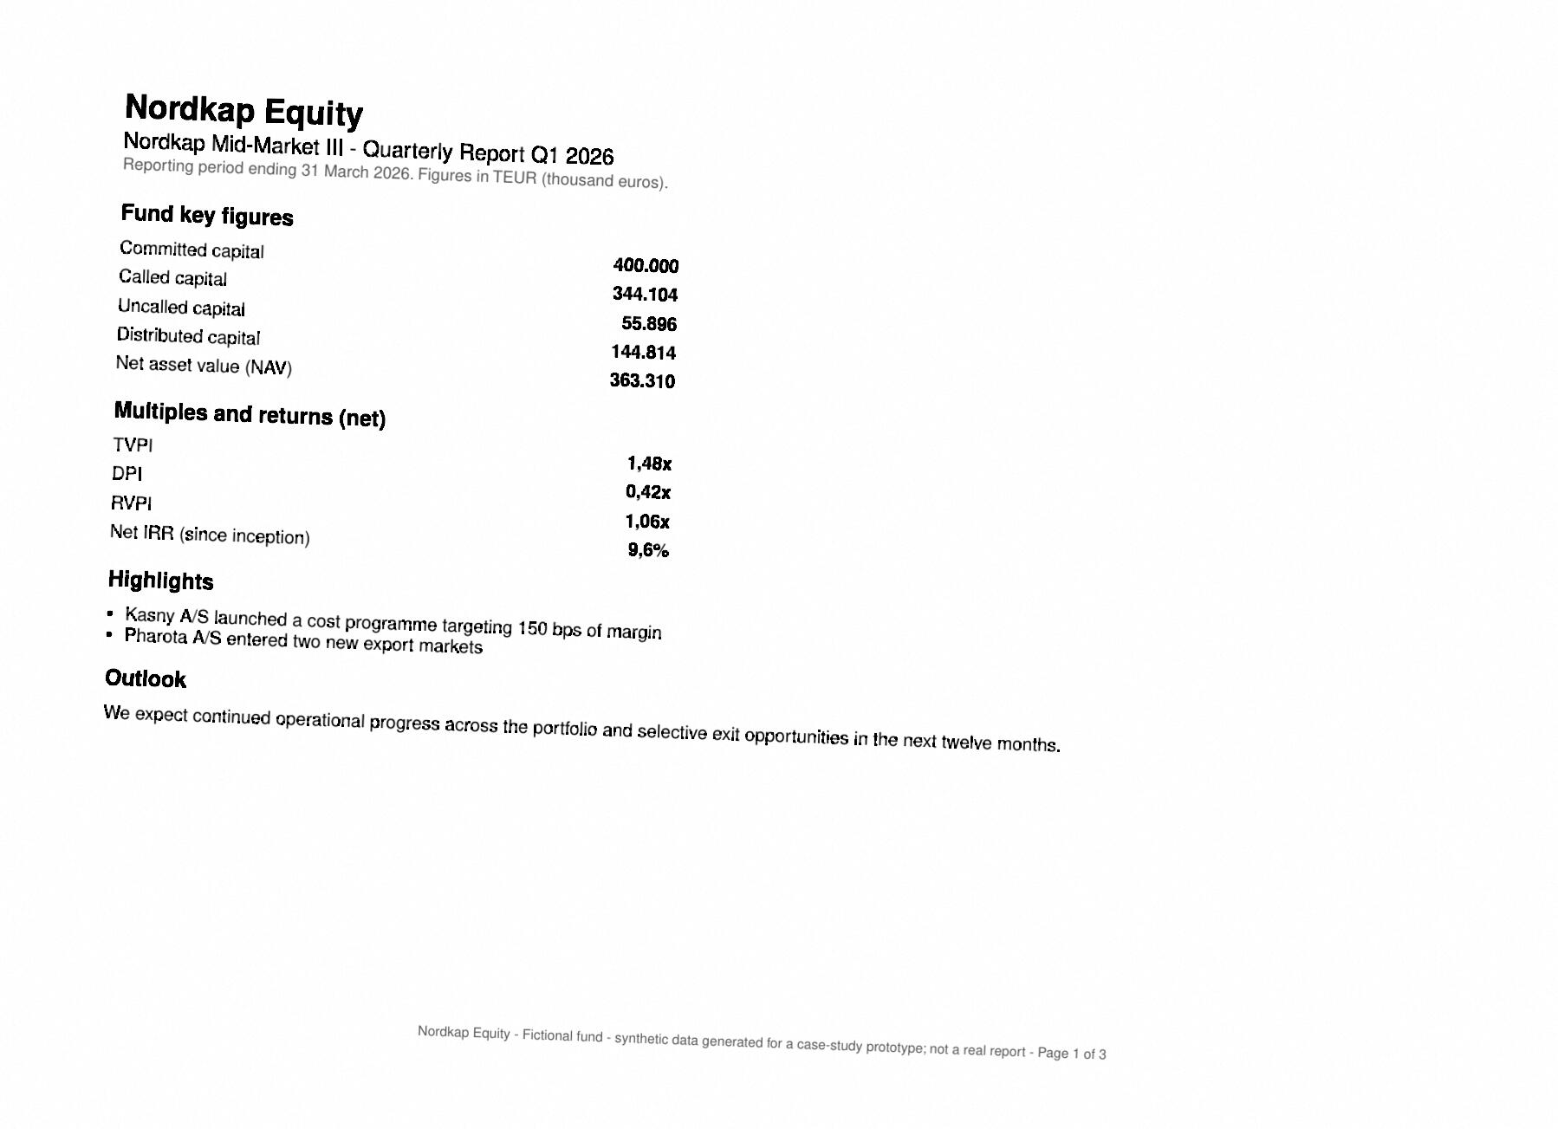 Nordkap Equity
Nordkap Mid-Market III - Quarterly Report Q1 2026
Reporting period ending 31 March 2026. Figures in TEUR (thousand euros).
Fund key figures
Committed capital 400.000
Called capital 344.104
Uncalled capital 55.896
Distributed capital 144.814
Net asset value (NAV) 363.310
Multiples and returns (net)
TVPI 1,48x
DPI 0,42x
RVPI 1,06x
Net IRR (since inception) 9,6%
Highlights
• Kasny A/S launched a cost programme targeting 150 bps of margin
• Pharota A/S entered two new export markets
Outlook
We expect continued operational progress across the portfolio and selective exit opportunities in the next twelve months.
Nordkap Equity - Fictional fund - synthetic data generated for a case-study prototype; not a real report - Page 1 of 3